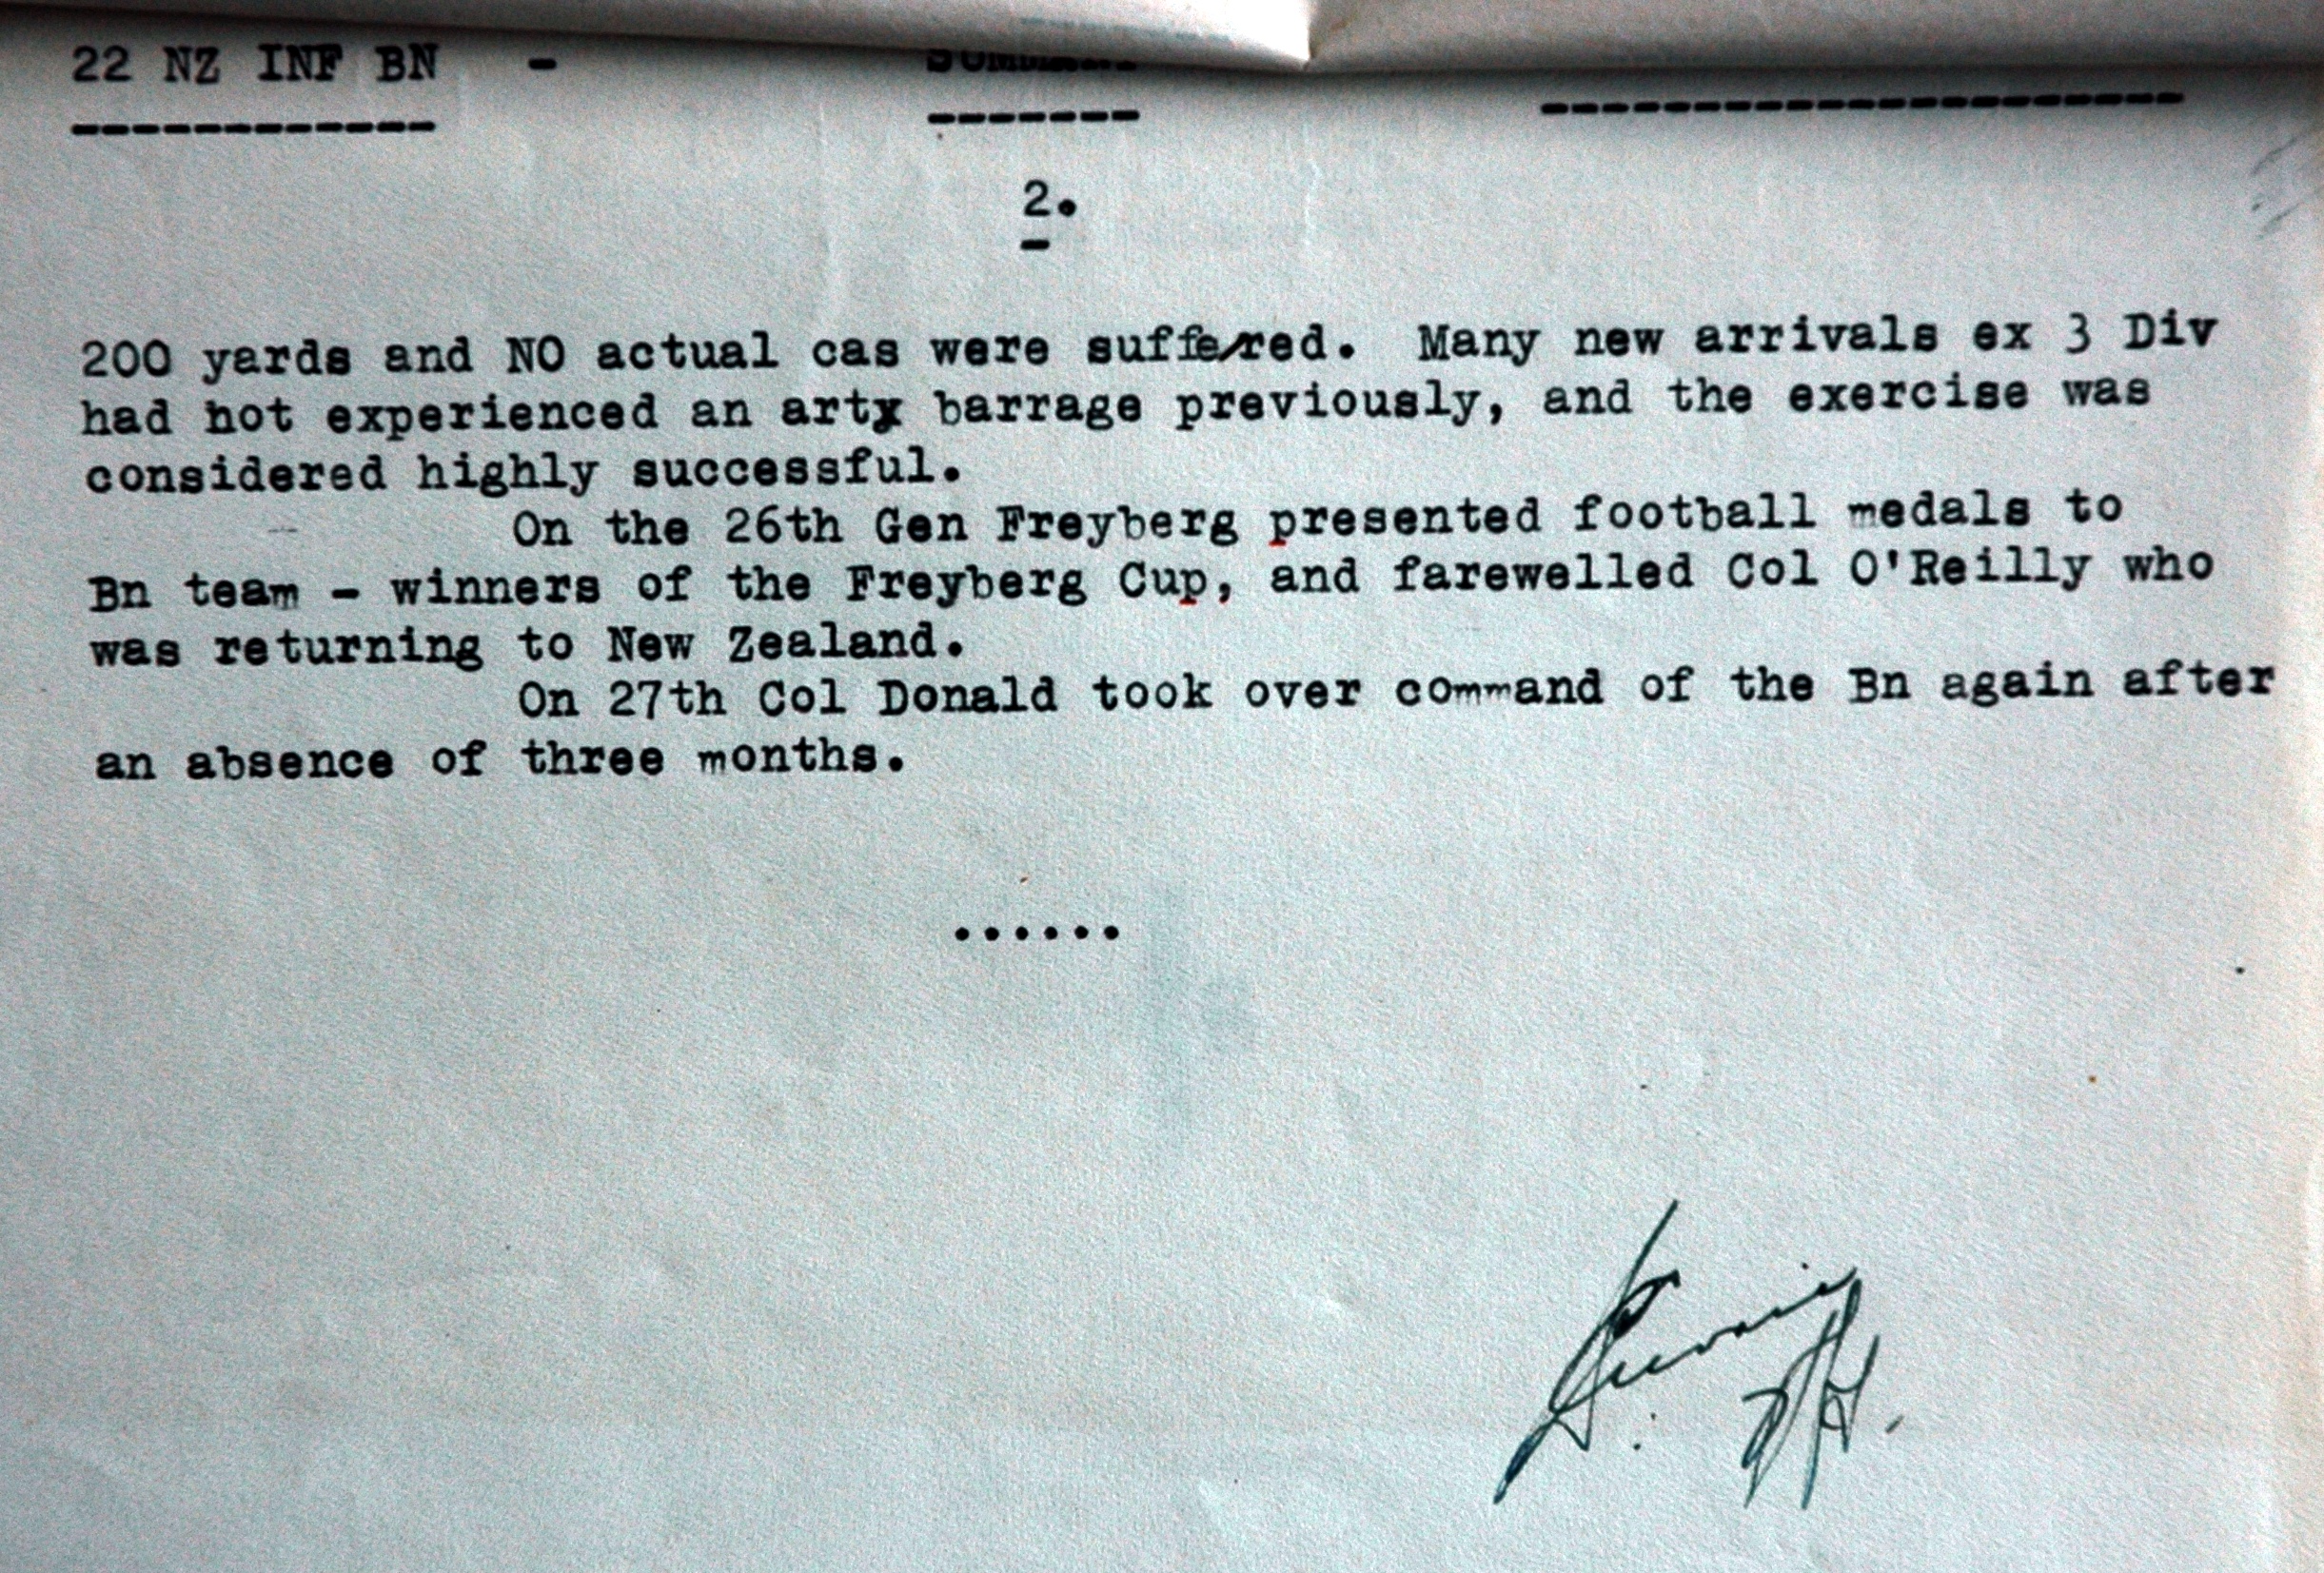 22 NZ INF BN - SUMMARY
2.
200 yards and NO actual cas were suffered. Many new arrivals ex 3 Div
had not experienced an arty barrage previously, and the exercise was
considered highly successful.
On the 26th Gen Freyberg presented football medals to
Bn team - winners of the Freyberg Cup, and farewelled Col O'Reilly who
was returning to New Zealand.
On 27th Col Donald took over command of the Bn again after
an absence of three months.
......